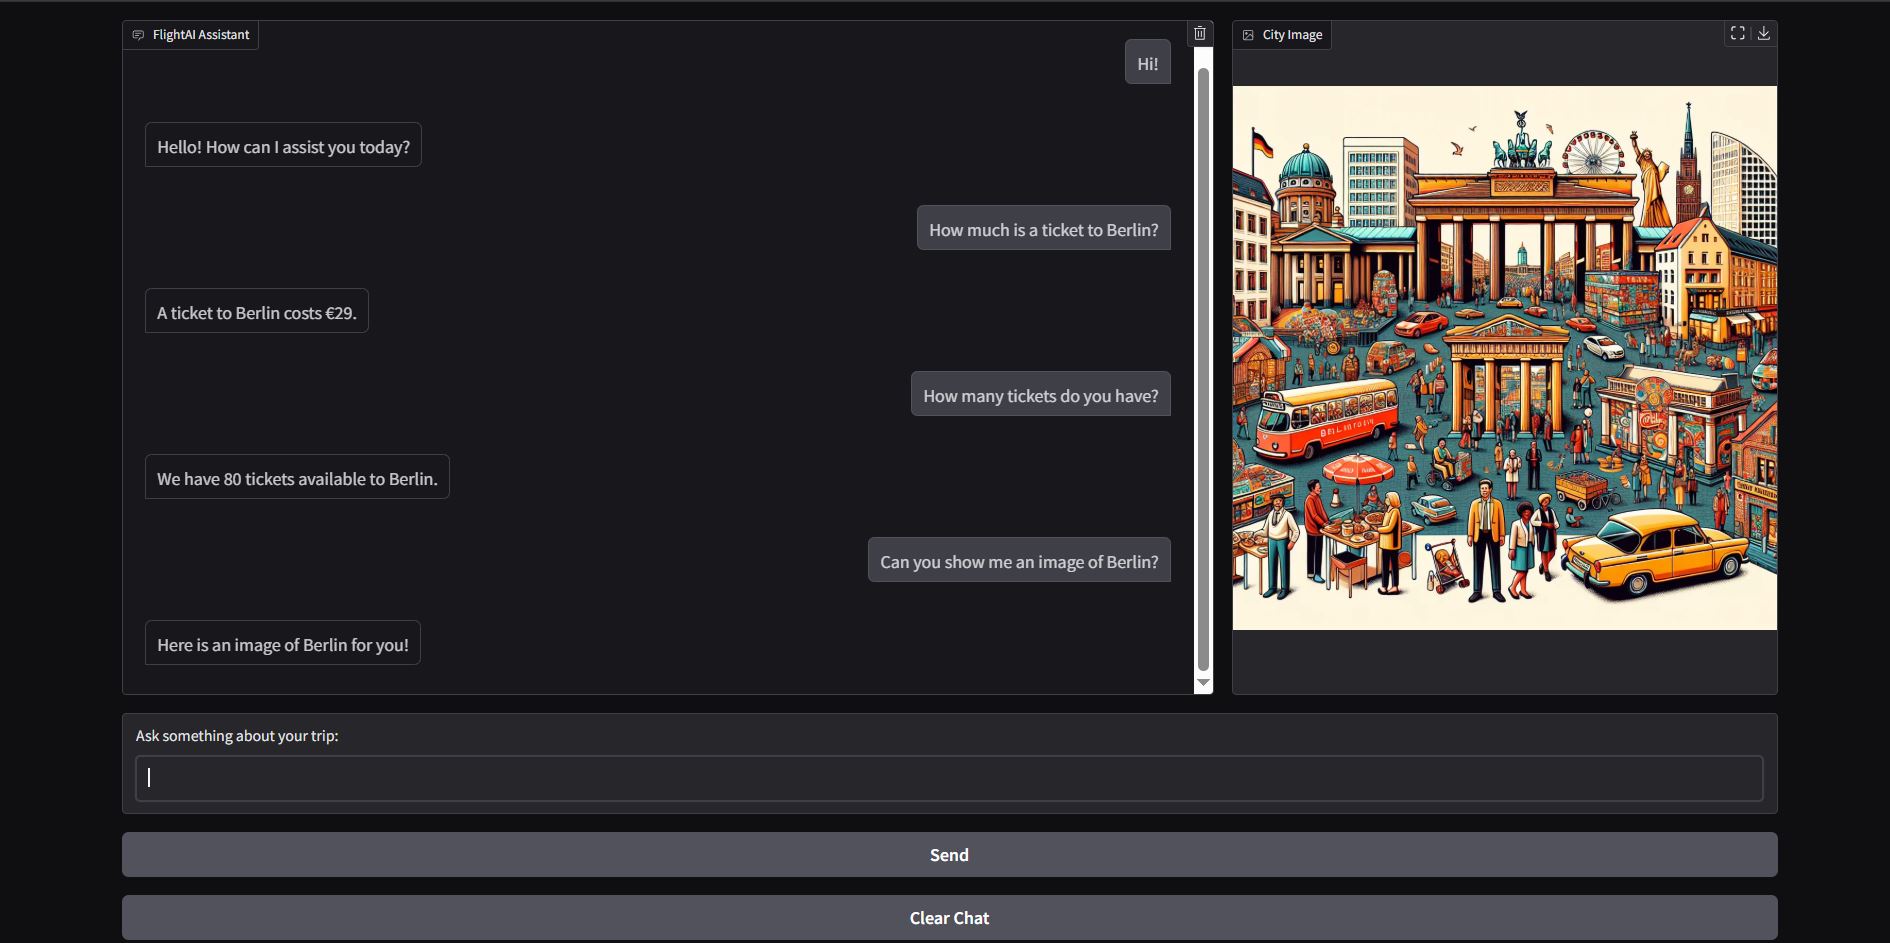 FlightAI Assistant
City Image
Hi!
Hello! How can I assist you today?
How much is a ticket to Berlin?
A ticket to Berlin costs €29.
How many tickets do you have?
We have 80 tickets available to Berlin.
Can you show me an image of Berlin?
Here is an image of Berlin for you!
Ask something about your trip:
Send
Clear Chat